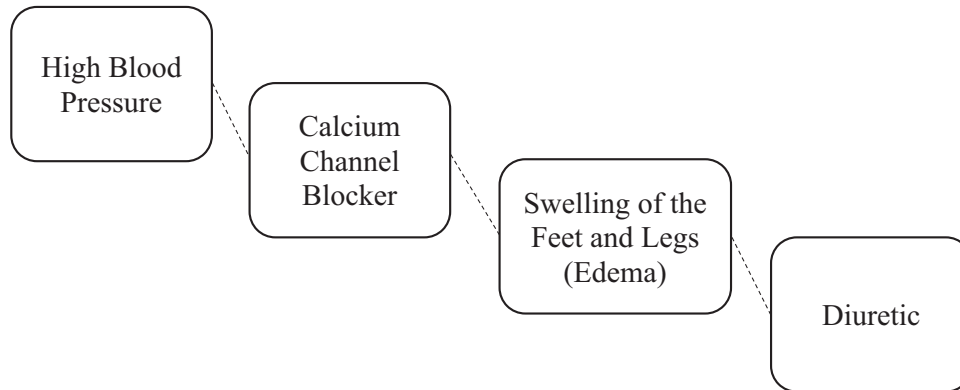 High Blood
Pressure
Calcium
Channel
Blocker
Swelling of the
Feet and Legs
(Edema)
Diuretic